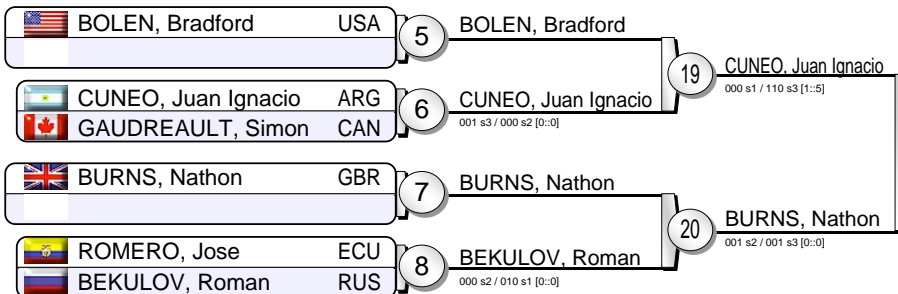 BOLEN, Bradford USA
5
BOLEN, Bradford
19
CUNEO, Juan Ignacio
000 s1 / 110 s3 [1::5]
CUNEO, Juan Ignacio ARG
GAUDREAULT, Simon CAN
6
CUNEO, Juan Ignacio
001 s3 / 000 s2 [0::0]
BURNS, Nathon GBR
7
BURNS, Nathon
20
BURNS, Nathon
001 s2 / 001 s3 [0::0]
ROMERO, Jose ECU
BEKULOV, Roman RUS
8
BEKULOV, Roman
000 s2 / 010 s1 [0::0]